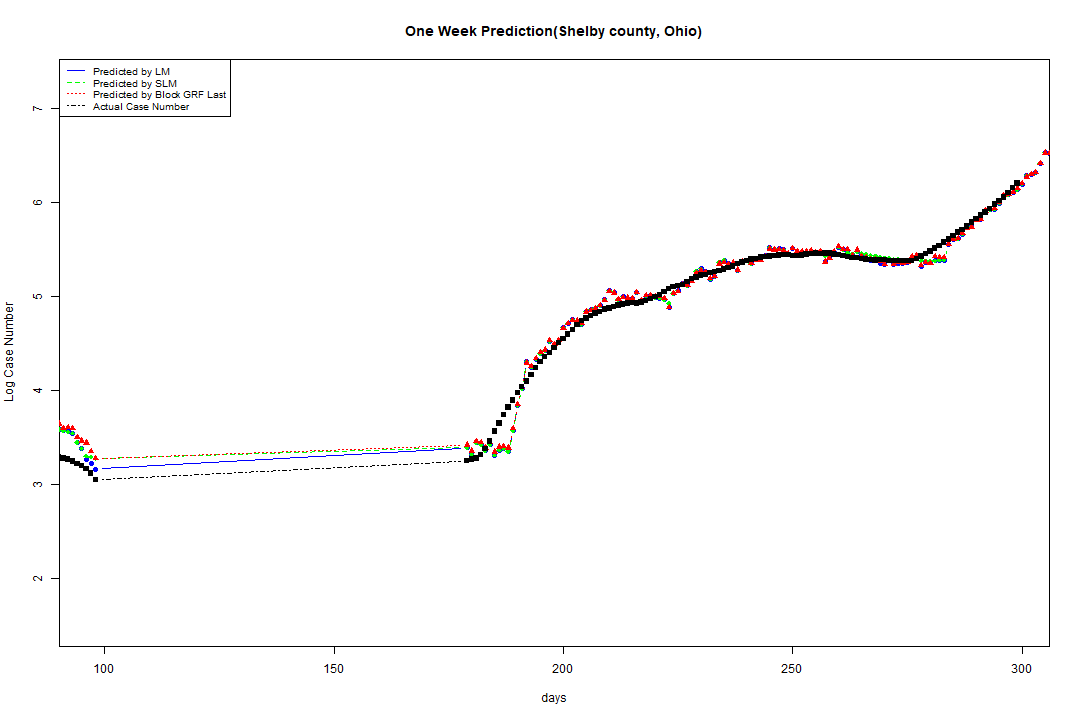 One Week Prediction(Shelby county, Ohio)
Predicted by LM
Predicted by SLM
Predicted by Block GRF Last
Actual Case Number
7
6
5
4
3
2
Log Case Number
100 150 200 250 300
days